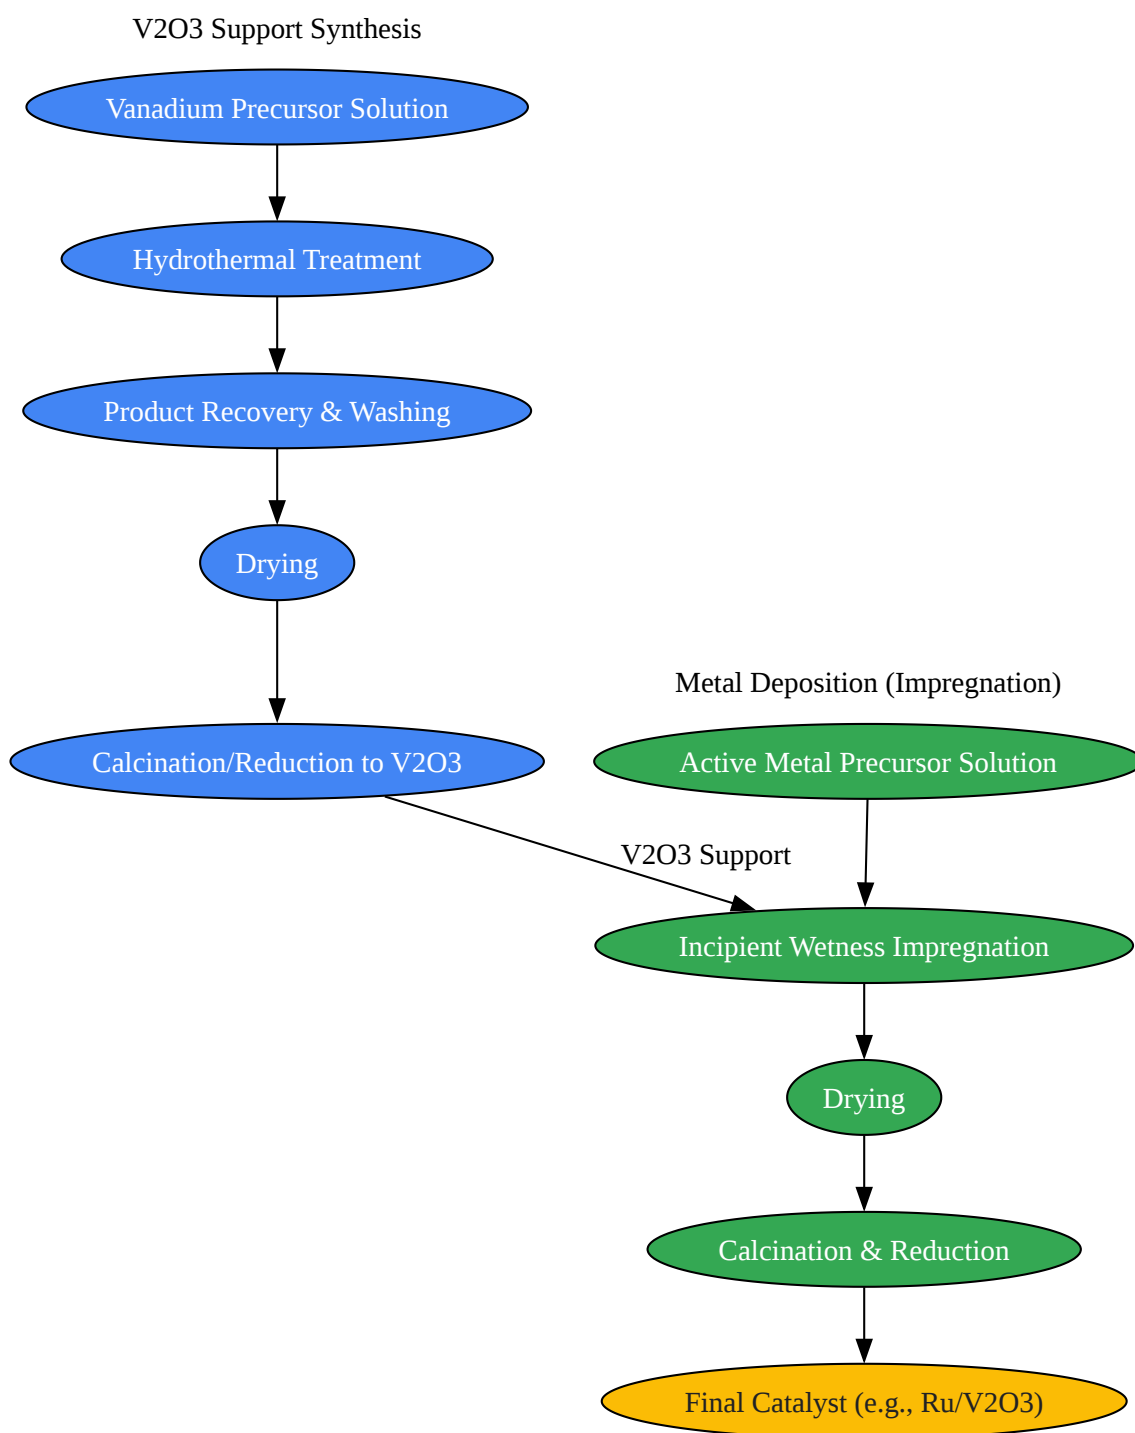 V2O3 Support Synthesis
Vanadium Precursor Solution
Hydrothermal Treatment
Product Recovery & Washing
Drying
Calcination/Reduction to V2O3
Metal Deposition (Impregnation)
Active Metal Precursor Solution
V2O3 Support
Incipient Wetness Impregnation
Drying
Calcination & Reduction
Final Catalyst (e.g., Ru/V2O3)